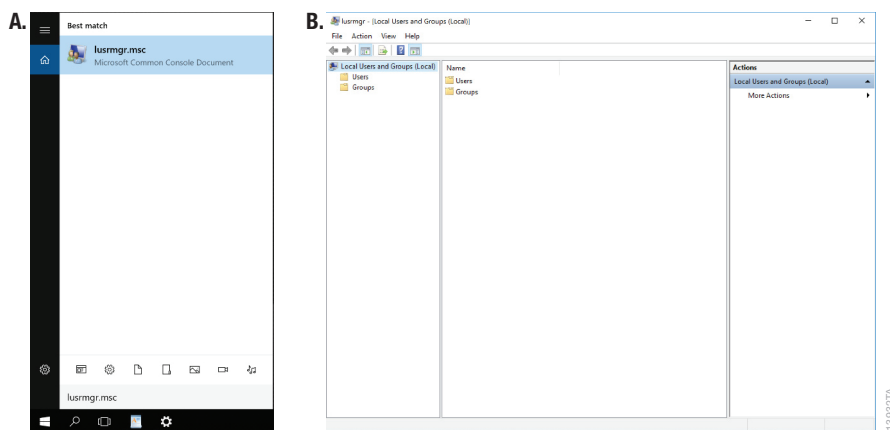 A.
Best match
lusrmgr.msc
Microsoft Common Console Document
lusrmgr.msc
B.
lusrmgr - [Local Users and Groups (Local)]
File Action View Help
Local Users and Groups (Local)
Users
Groups
Name
Users
Groups
Actions
Local Users and Groups (Local)
More Actions